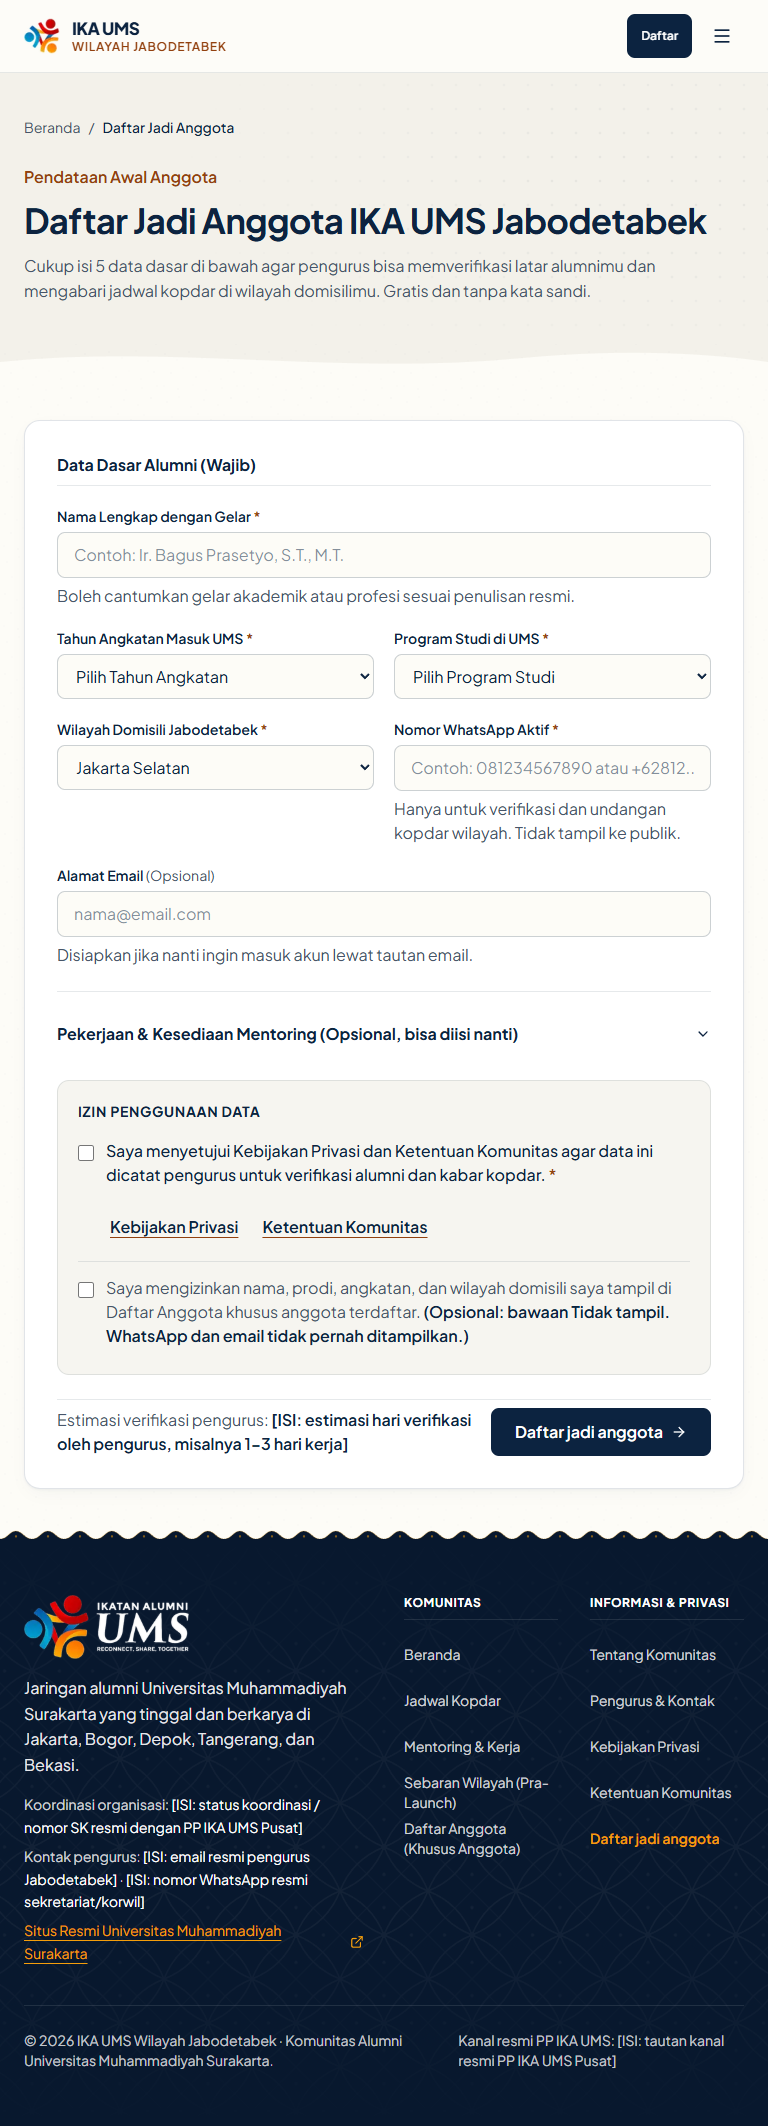 IKA UMS
WILAYAH JABODETABEK
Daftar
Beranda / Daftar Jadi Anggota
Pendataan Awal Anggota
Daftar Jadi Anggota IKA UMS Jabodetabek
Cukup isi 5 data dasar di bawah agar pengurus bisa memverifikasi latar alumnimu dan
mengabari jadwal kopdar di wilayah domisilimu. Gratis dan tanpa kata sandi.
Data Dasar Alumni (Wajib)
Nama Lengkap dengan Gelar *
Contoh: Ir. Bagus Prasetyo, S.T., M.T.
Boleh cantumkan gelar akademik atau profesi sesuai penulisan resmi.
Tahun Angkatan Masuk UMS *
Pilih Tahun Angkatan
Program Studi di UMS *
Pilih Program Studi
Wilayah Domisili Jabodetabek *
Jakarta Selatan
Nomor WhatsApp Aktif *
Contoh: 081234567890 atau +62812..
Hanya untuk verifikasi dan undangan
kopdar wilayah. Tidak tampil ke publik.
Alamat Email (Opsional)
nama@email.com
Disiapkan jika nanti ingin masuk akun lewat tautan email.
Pekerjaan & Kesediaan Mentoring (Opsional, bisa diisi nanti)
IZIN PENGGUNAAN DATA
Saya menyetujui Kebijakan Privasi dan Ketentuan Komunitas agar data ini
dicatat pengurus untuk verifikasi alumni dan kabar kopdar. *
Kebijakan Privasi Ketentuan Komunitas
Saya mengizinkan nama, prodi, angkatan, dan wilayah domisili saya tampil di
Daftar Anggota khusus anggota terdaftar. (Opsional: bawaan Tidak tampil.
WhatsApp dan email tidak pernah ditampilkan.)
Estimasi verifikasi pengurus: [ISI: estimasi hari verifikasi
oleh pengurus, misalnya 1–3 hari kerja]
Daftar jadi anggota
IKATAN ALUMNI
UMS
RECONNECT, SHARE, TOGETHER
Jaringan alumni Universitas Muhammadiyah
Surakarta yang tinggal dan berkarya di
Jakarta, Bogor, Depok, Tangerang, dan
Bekasi.
Koordinasi organisasi: [ISI: status koordinasi /
nomor SK resmi dengan PP IKA UMS Pusat]
Kontak pengurus: [ISI: email resmi pengurus
Jabodetabek] · [ISI: nomor WhatsApp resmi
sekretariat/korwil]
Situs Resmi Universitas Muhammadiyah
Surakarta
KOMUNITAS
Beranda
Jadwal Kopdar
Mentoring & Kerja
Sebaran Wilayah (Pra-
Launch)
Daftar Anggota
(Khusus Anggota)
INFORMASI & PRIVASI
Tentang Komunitas
Pengurus & Kontak
Kebijakan Privasi
Ketentuan Komunitas
Daftar jadi anggota
© 2026 IKA UMS Wilayah Jabodetabek · Komunitas Alumni
Universitas Muhammadiyah Surakarta.
Kanal resmi PP IKA UMS: [ISI: tautan kanal
resmi PP IKA UMS Pusat]